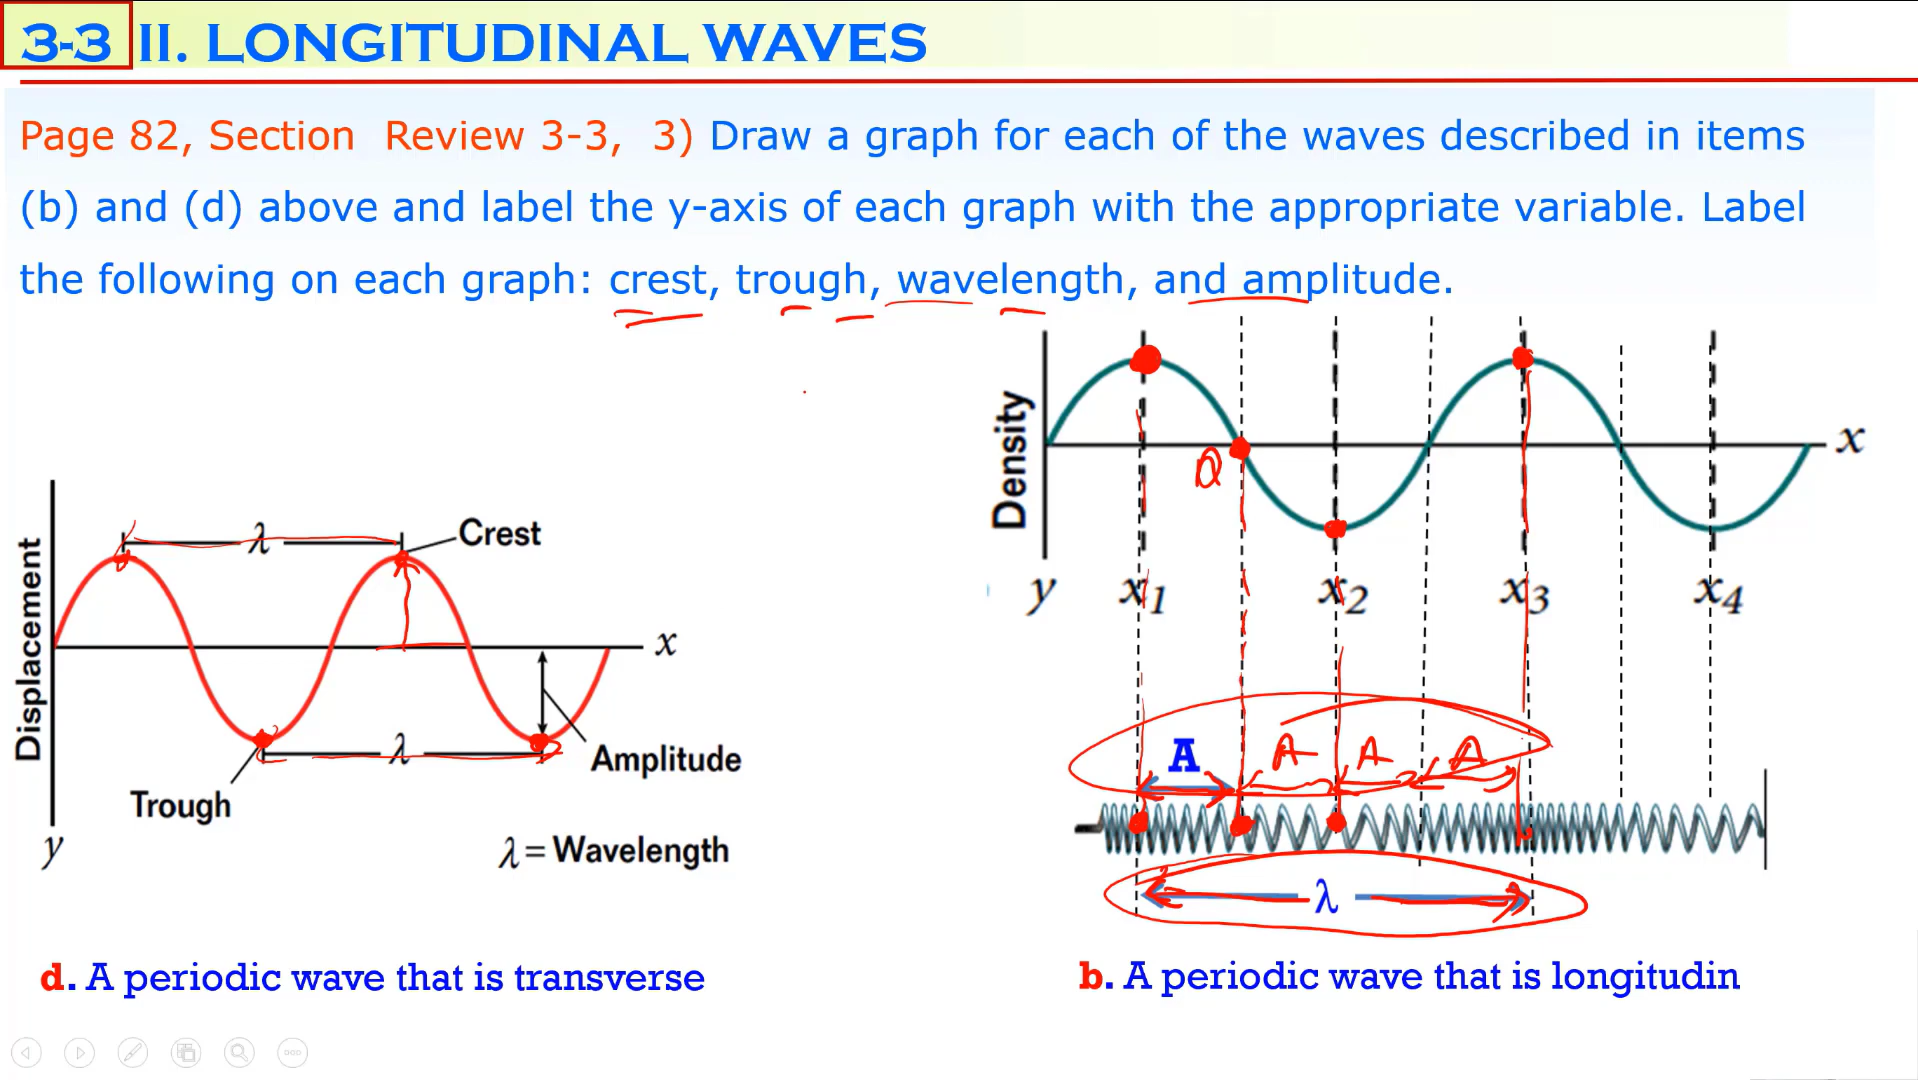 3-3 II. LONGITUDINAL WAVES
Page 82, Section Review 3-3, 3) Draw a graph for each of the waves described in items
(b) and (d) above and label the y-axis of each graph with the appropriate variable. Label
the following on each graph: crest, trough, wavelength, and amplitude.
Displacement
λ
Crest
x
λ
Amplitude
Trough
y
λ = Wavelength
d. A periodic wave that is transverse
Density
x
y x1 x2 x3 x4
A A A A
λ
b. A periodic wave that is longitudin